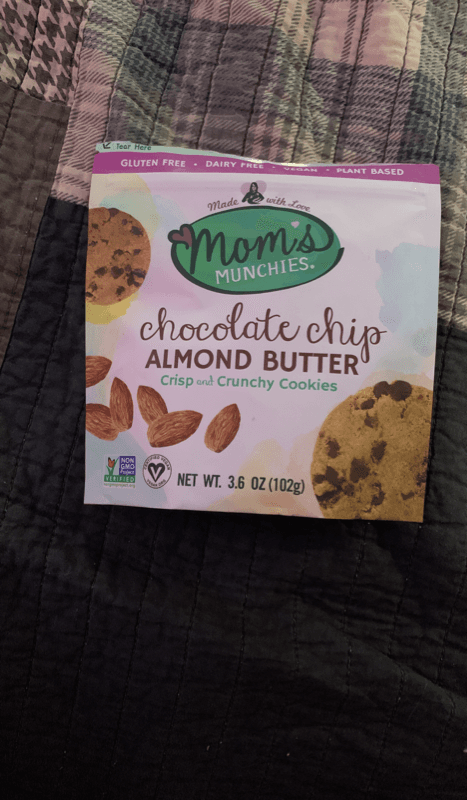 Tear Here
GLUTEN FREE • DAIRY FREE • VEGAN • PLANT BASED
Made with Love
Mom's
MUNCHIES®
chocolate chip
ALMOND BUTTER
Crisp and Crunchy Cookies
NON
GMO
Project
VERIFIED
NET WT. 3.6 OZ (102g)